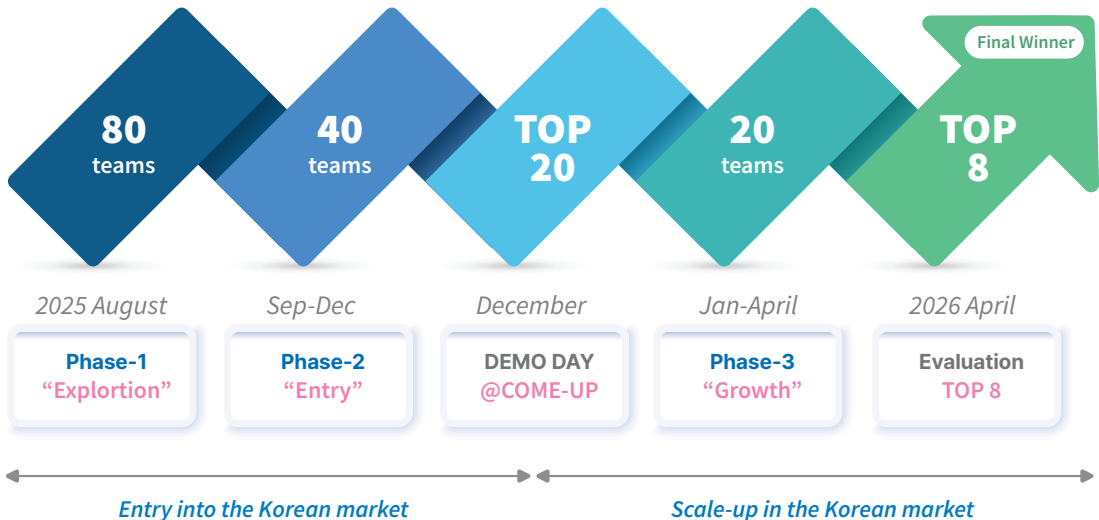 Final Winner
80
teams
40
teams
TOP
20
20
teams
TOP
8
2025 August
Sep-Dec
December
Jan-April
2026 April
Phase-1
“Explortion”
Phase-2
“Entry”
DEMO DAY
@COME-UP
Phase-3
“Growth”
Evaluation
TOP 8
Entry into the Korean market
Scale-up in the Korean market